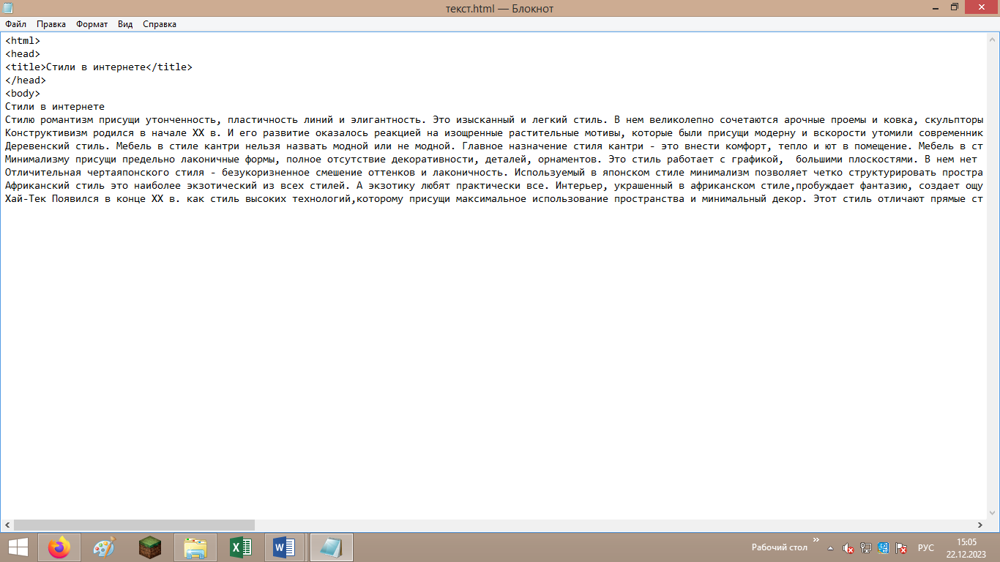 текст.html — Блокнот
Файл Правка Формат Вид Справка
<html>
<head>
<title>Стили в интернете</title>
</head>
<body>
Стили в интернете
Стилю романтизм присущи утонченность, пластичность линий и элигантность. Это изысканный и легкий стиль. В нем великолепно сочетаются арочные проемы и ковка, скульпторы
Конструктивизм родился в начале XX в. И его развитие оказалось реакцией на изощренные растительные мотивы, которые были присущи модерну и вскорости утомили современник
Деревенский стиль. Мебель в стиле кантри нельзя назвать модной или не модной. Главное назначение стиля кантри - это внести комфорт, тепло и ют в помещение. Мебель в ст
Минимализму присущи предельно лаконичные формы, полное отсутствие декоративности, деталей, орнаментов. Это стиль работает с графикой,  большими плоскостями. В нем нет
Отличительная чертаяпонского стиля - безукоризненное смешение оттенков и лаконичность. Используемый в японском стиле минимализм позволяет четко структурировать простра
Африканский стиль это наиболее экзотический из всех стилей. А экзотику любят практически все. Интерьер, украшенный в африканском стиле,пробуждает фантазию, создает ощу
Хай-Тек Появился в конце XX в. как стиль высоких технологий,которому присущи максимальное использование пространства и минимальный декор. Этот стиль отличают прямые ст
Рабочий стол » РУС 15:05
22.12.2023